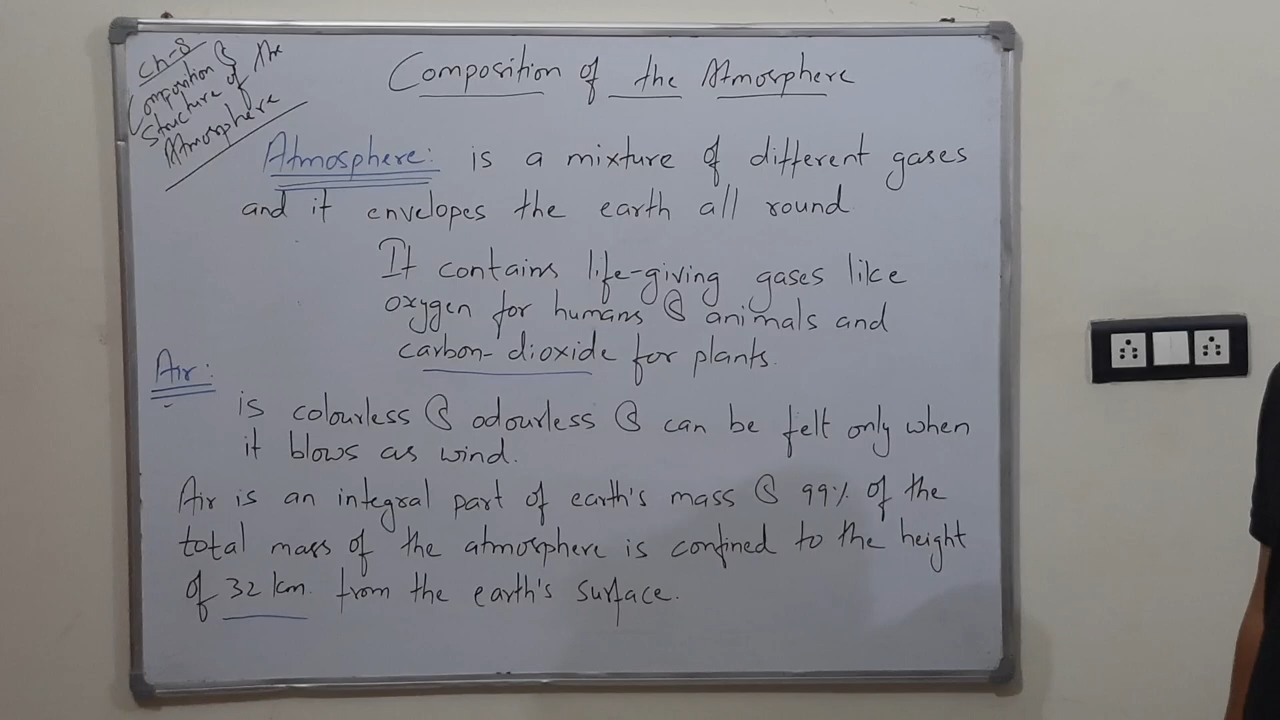 Ch-8
Composition &
Structure of the
Atmosphere
Composition of the Atmosphere
Atmosphere: is a mixture of different gases
and it envelopes the earth all round
It contains life-giving gases like
oxygen for humans & animals and
carbon-dioxide for plants.
Air:
is colourless & odourless & can be felt only when
it blows as wind.
Air is an integral part of earth's mass & 99% of the
total mass of the atmosphere is confined to the height
of 32 km. from the earth's surface.